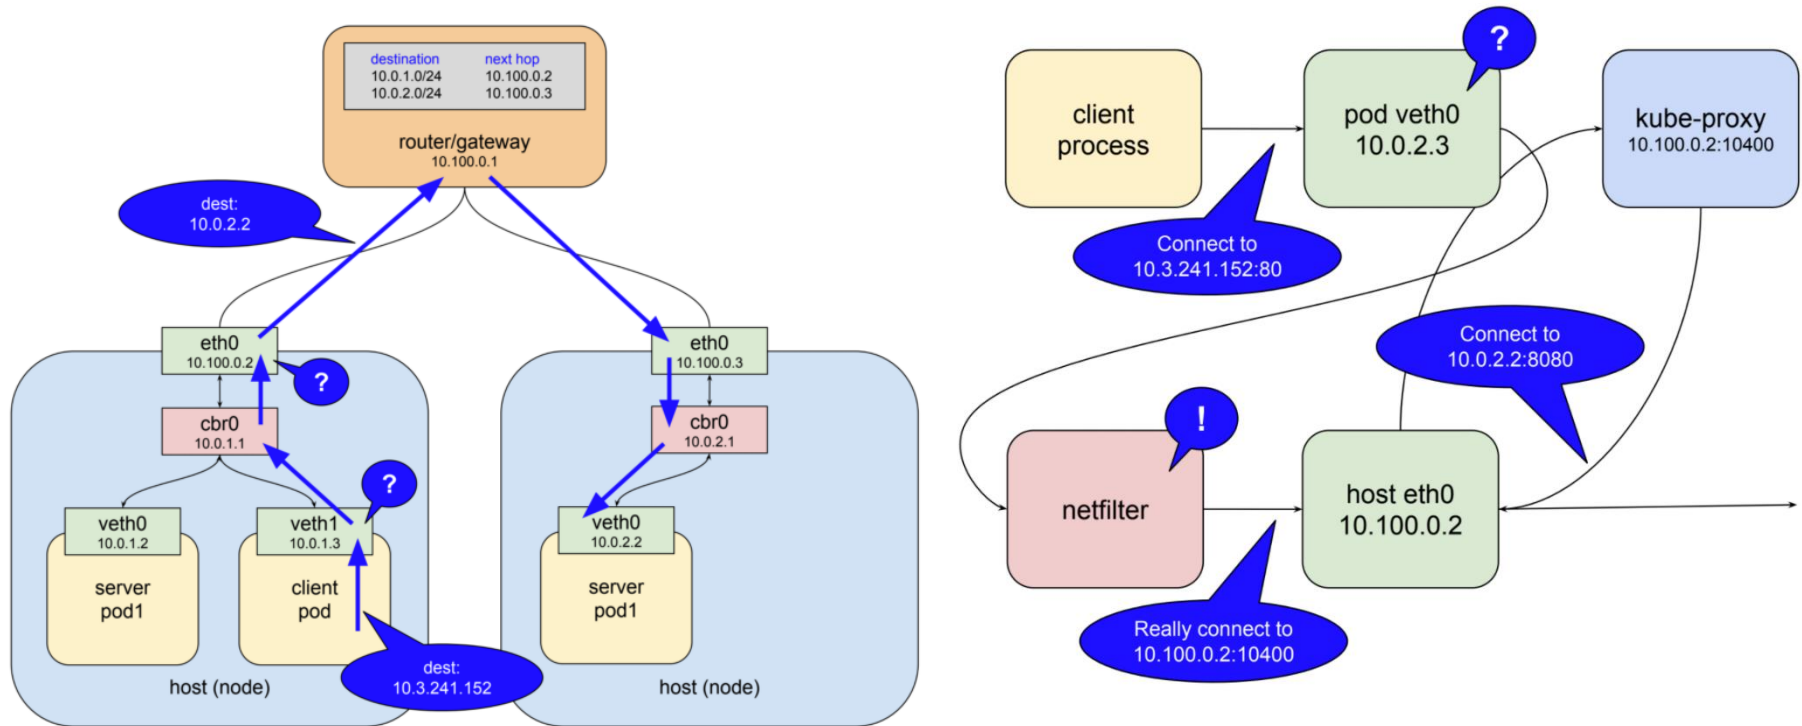 destination next hop
10.0.1.0/24 10.100.0.2
10.0.2.0/24 10.100.0.3
router/gateway
10.100.0.1
dest:
10.0.2.2
eth0
10.100.0.2
?
cbr0
10.0.1.1
?
veth0
10.0.1.2
veth1
10.0.1.3
server
pod1
client
pod
dest:
10.3.241.152
host (node)
eth0
10.100.0.3
cbr0
10.0.2.1
veth0
10.0.2.2
server
pod1
host (node)
client
process
?
pod veth0
10.0.2.3
kube-proxy
10.100.0.2:10400
Connect to
10.3.241.152:80
Connect to
10.0.2.2:8080
!
netfilter
host eth0
10.100.0.2
Really connect to
10.100.0.2:10400